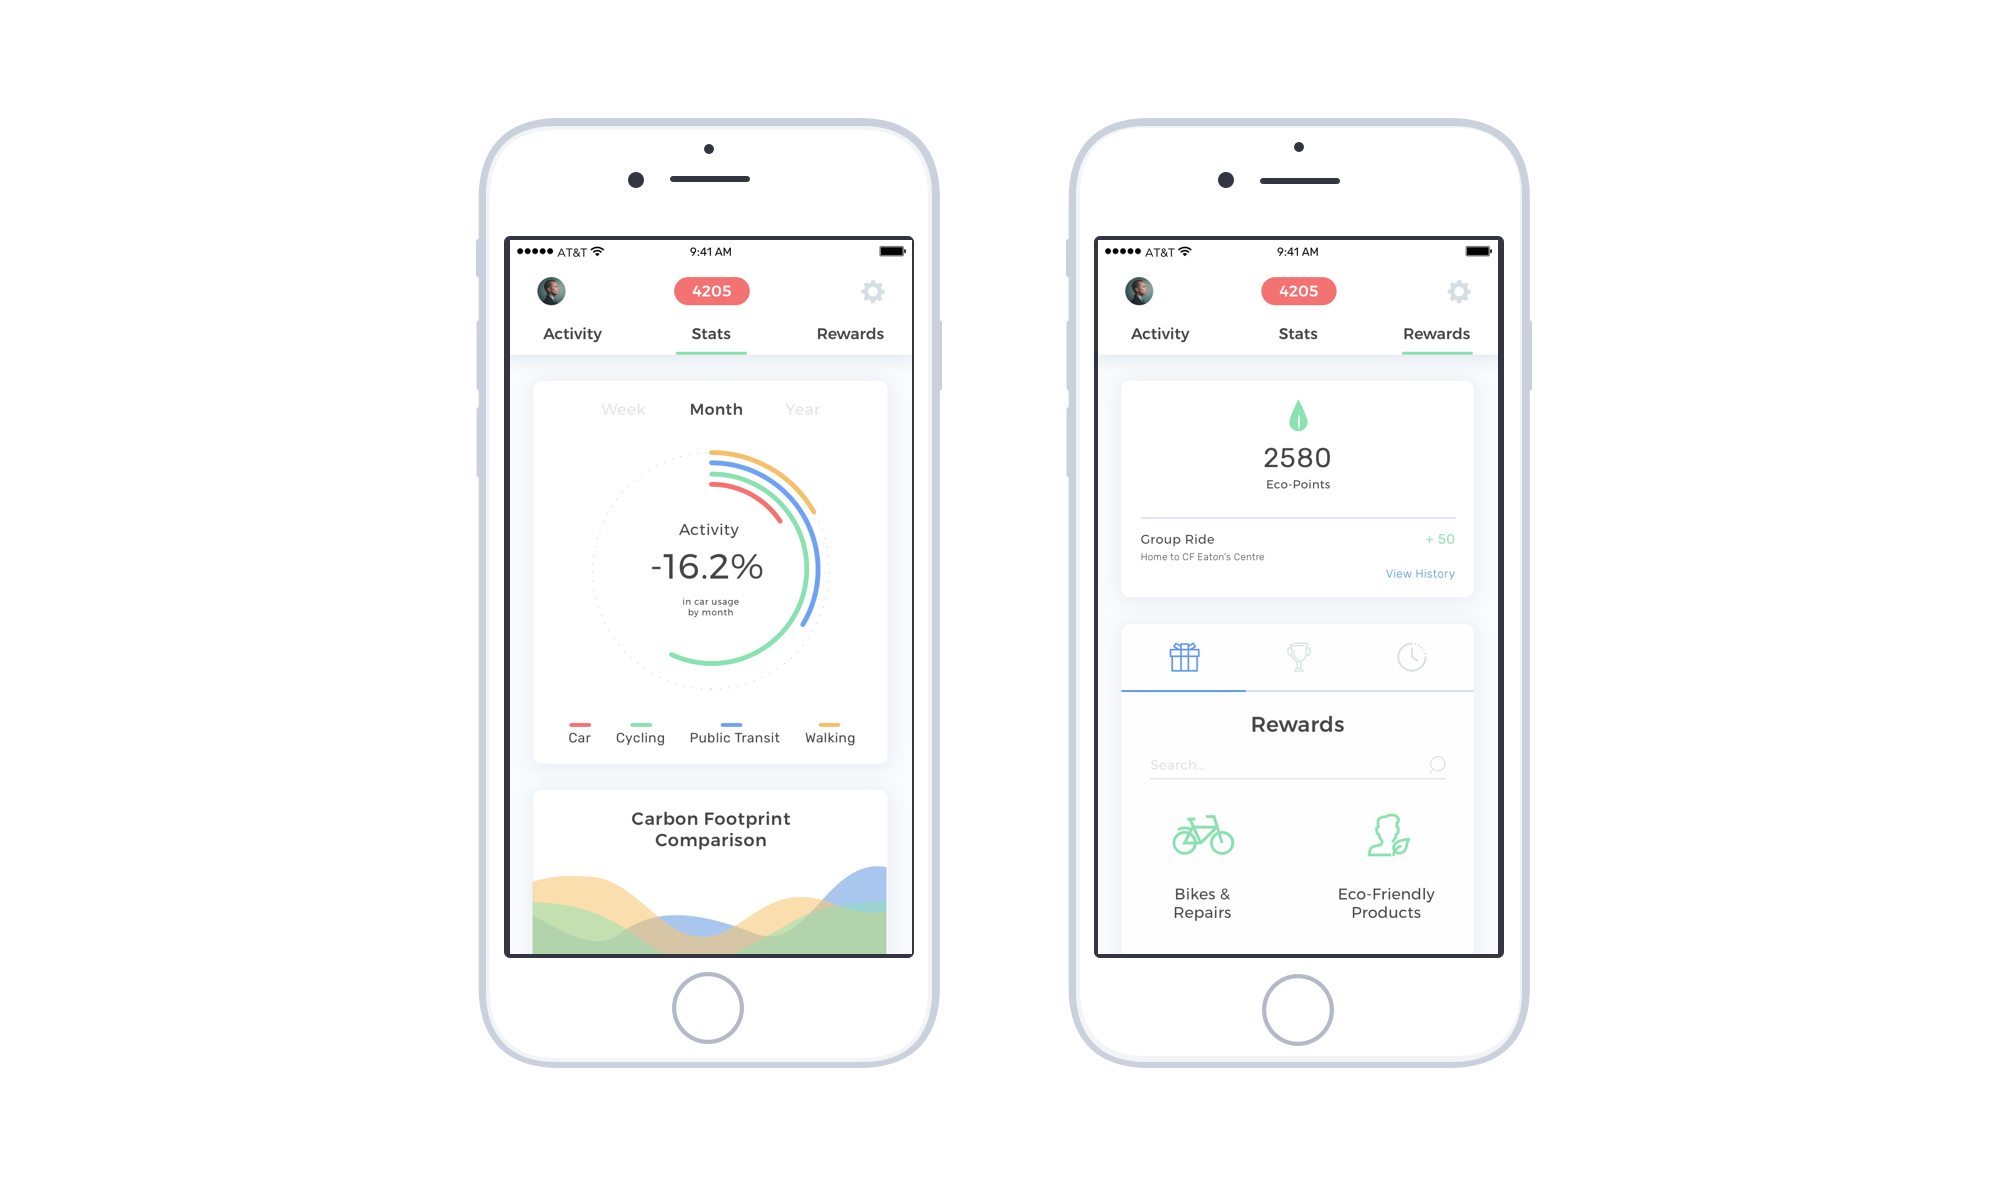 AT&T
9:41 AM
4205
Activity
Stats
Rewards
Week
Month
Year
Activity
-16.2%
in car usage
by month
Car
Cycling
Public Transit
Walking
Carbon Footprint
Comparison
AT&T
9:41 AM
4205
Activity
Stats
Rewards
2580
Eco-Points
Group Ride
+ 50
Home to CF Eaton's Centre
View History
Rewards
Search...
Bikes &
Repairs
Eco-Friendly
Products